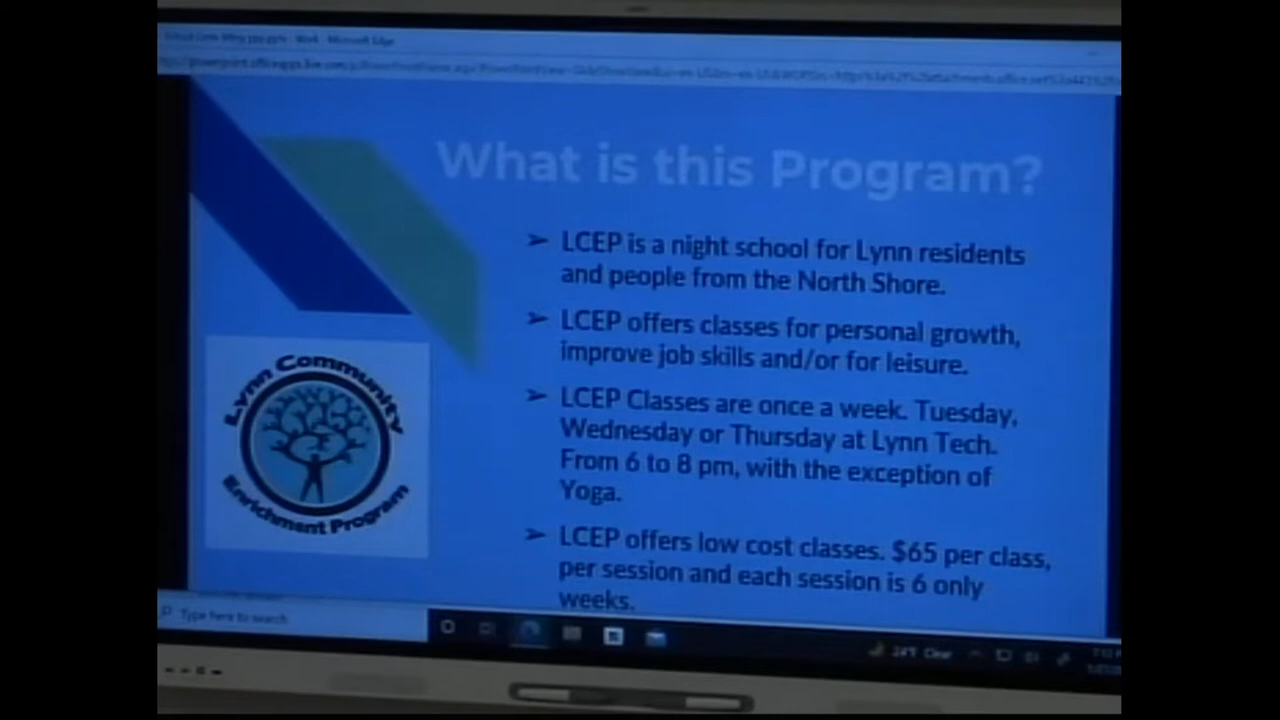 What is this Program?
➢ LCEP is a night school for Lynn residents
and people from the North Shore.
➢ LCEP offers classes for personal growth,
improve job skills and/or for leisure.
➢ LCEP Classes are once a week. Tuesday,
Wednesday or Thursday at Lynn Tech.
From 6 to 8 pm, with the exception of
Yoga.
➢ LCEP offers low cost classes. $65 per class,
per session and each session is 6 only
weeks.
Lynn Community
Enrichment Program
Type here to search
24°F Clear